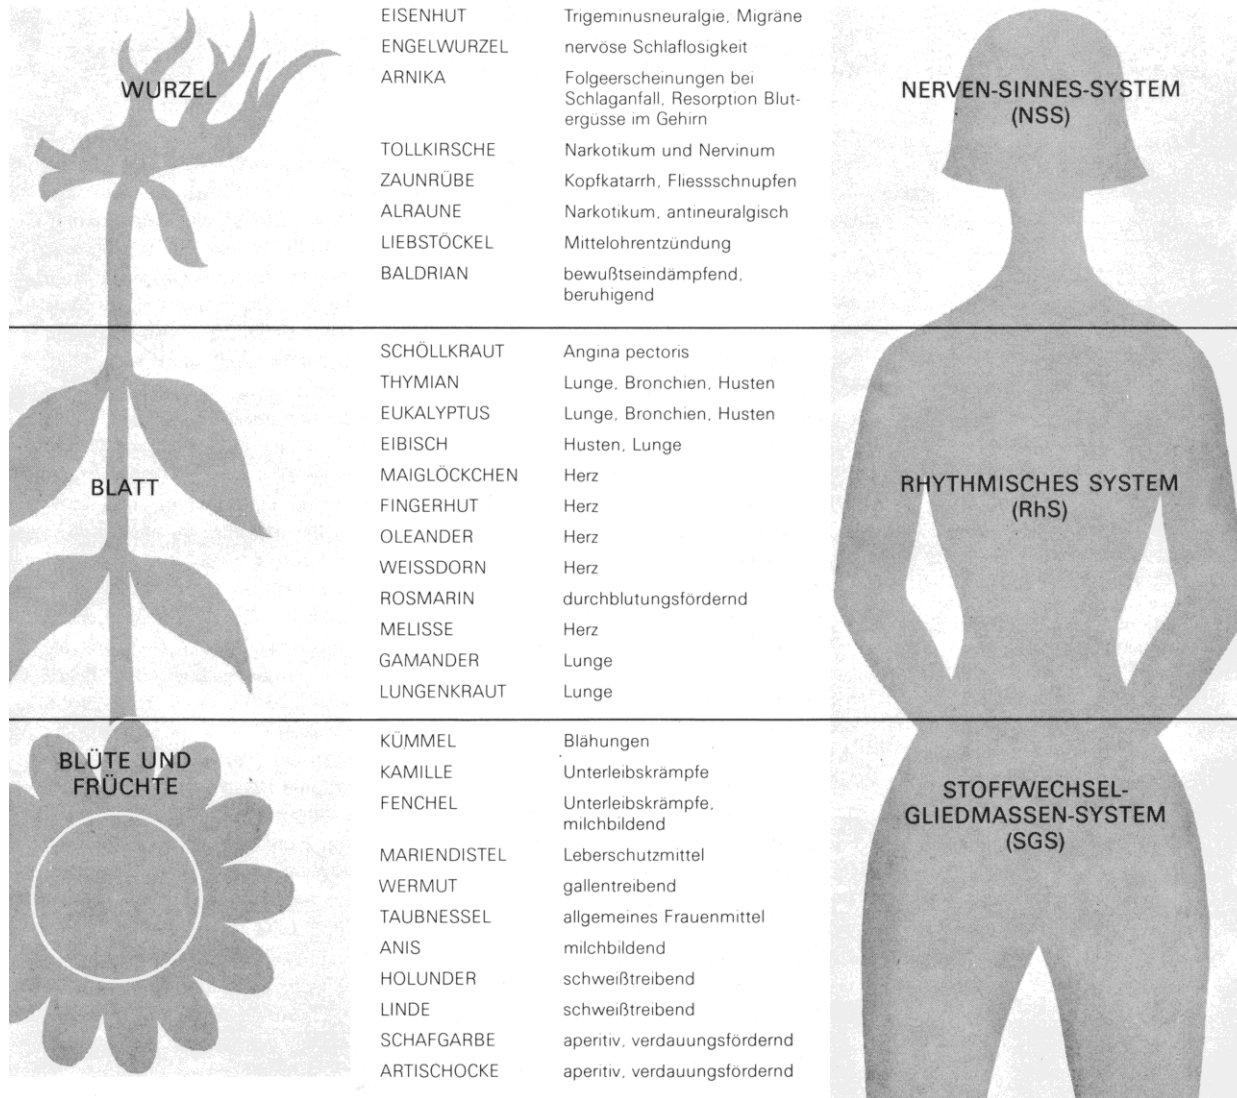 WURZEL
EISENHUT Trigeminusneuralgie, Migräne
ENGELWURZEL nervöse Schlaflosigkeit
ARNIKA Folgeerscheinungen bei
Schlaganfall, Resorption Blut-
ergüsse im Gehirn
TOLLKIRSCHE Narkotikum und Nervinum
ZAUNRÜBE Kopfkatarrh, Fliessschnupfen
ALRAUNE Narkotikum, antineuralgisch
LIEBSTÖCKEL Mittelohrentzündung
BALDRIAN bewußtseindämpfend,
beruhigend
NERVEN-SINNES-SYSTEM
(NSS)
BLATT
SCHÖLLKRAUT Angina pectoris
THYMIAN Lunge, Bronchien, Husten
EUKALYPTUS Lunge, Bronchien, Husten
EIBISCH Husten, Lunge
MAIGLÖCKCHEN Herz
FINGERHUT Herz
OLEANDER Herz
WEISSDORN Herz
ROSMARIN durchblutungsfördernd
MELISSE Herz
GAMANDER Lunge
LUNGENKRAUT Lunge
RHYTHMISCHES SYSTEM
(RhS)
BLÜTE UND
FRÜCHTE
KÜMMEL Blähungen
KAMILLE Unterleibskrämpfe
FENCHEL Unterleibskrämpfe,
milchbildend
MARIENDISTEL Leberschutzmittel
WERMUT gallentreibend
TAUBNESSEL allgemeines Frauenmittel
ANIS milchbildend
HOLUNDER schweißtreibend
LINDE schweißtreibend
SCHAFGARBE aperitiv, verdauungsfördernd
ARTISCHOCKE aperitiv, verdauungsfördernd
STOFFWECHSEL-
GLIEDMASSEN-SYSTEM
(SGS)